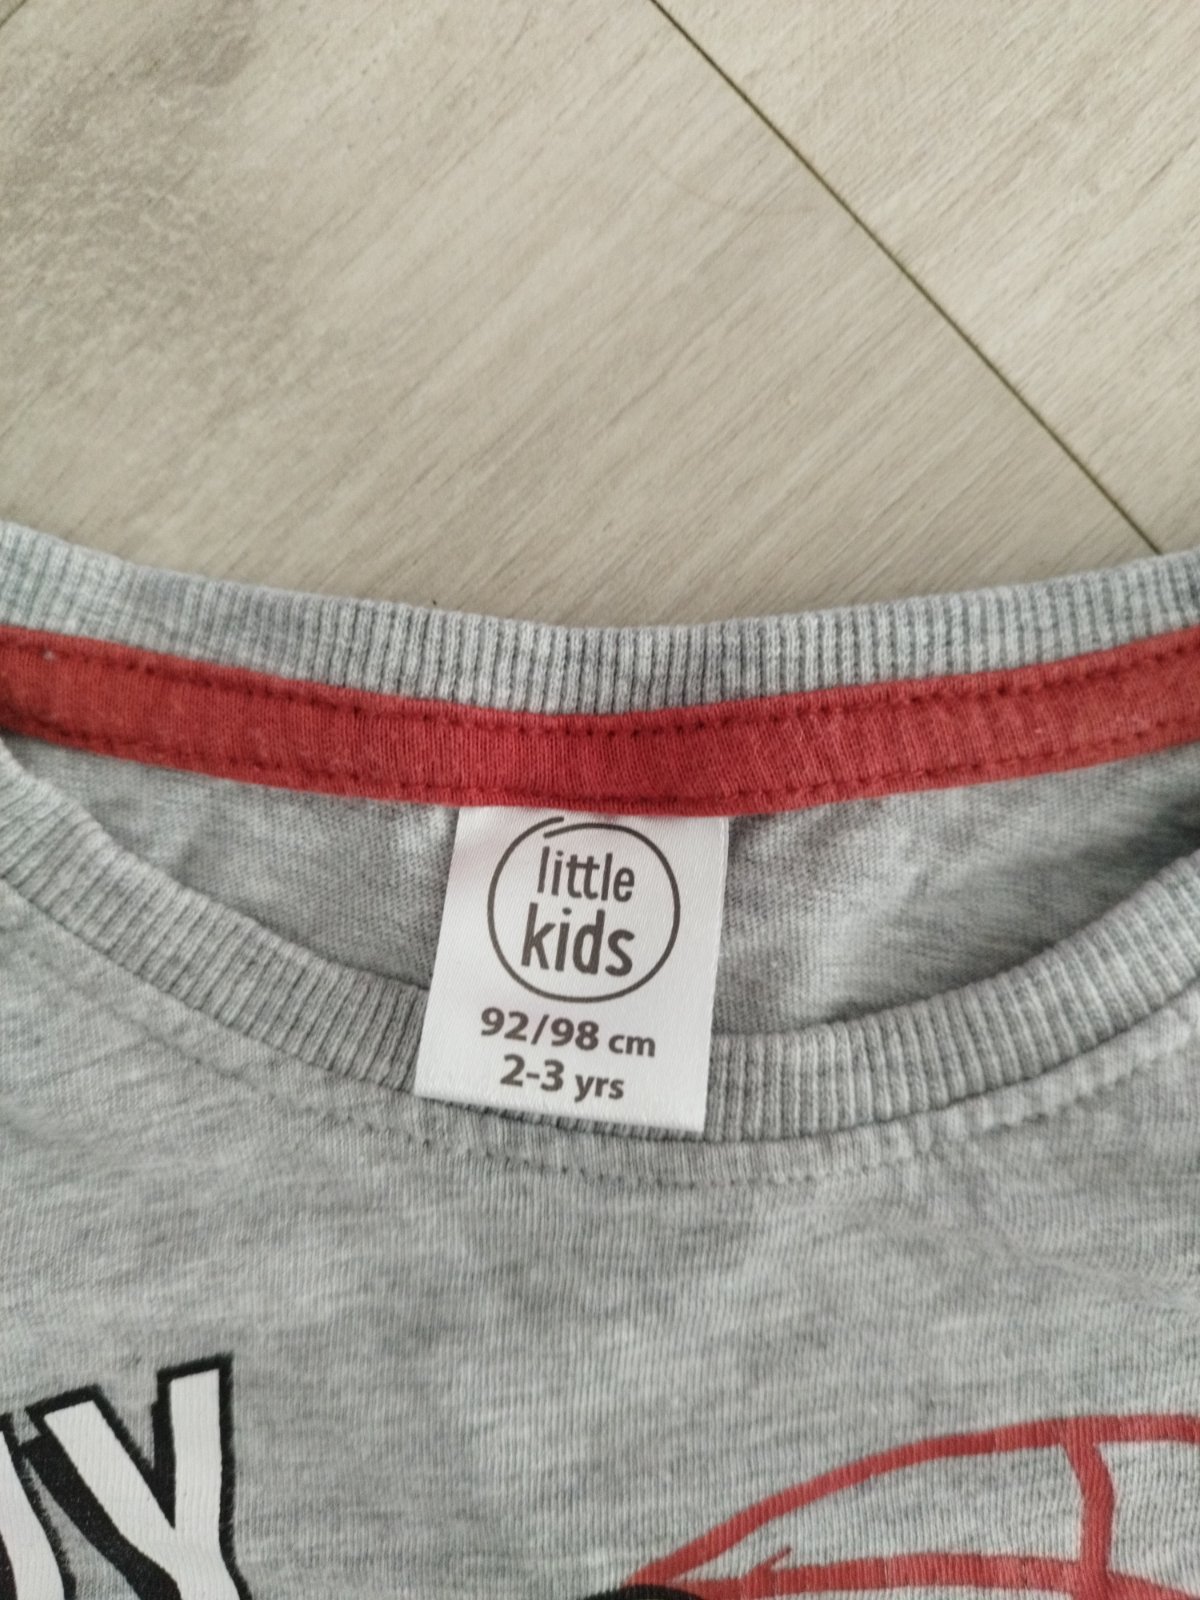 little
kids
92/98 cm
2-3 yrs